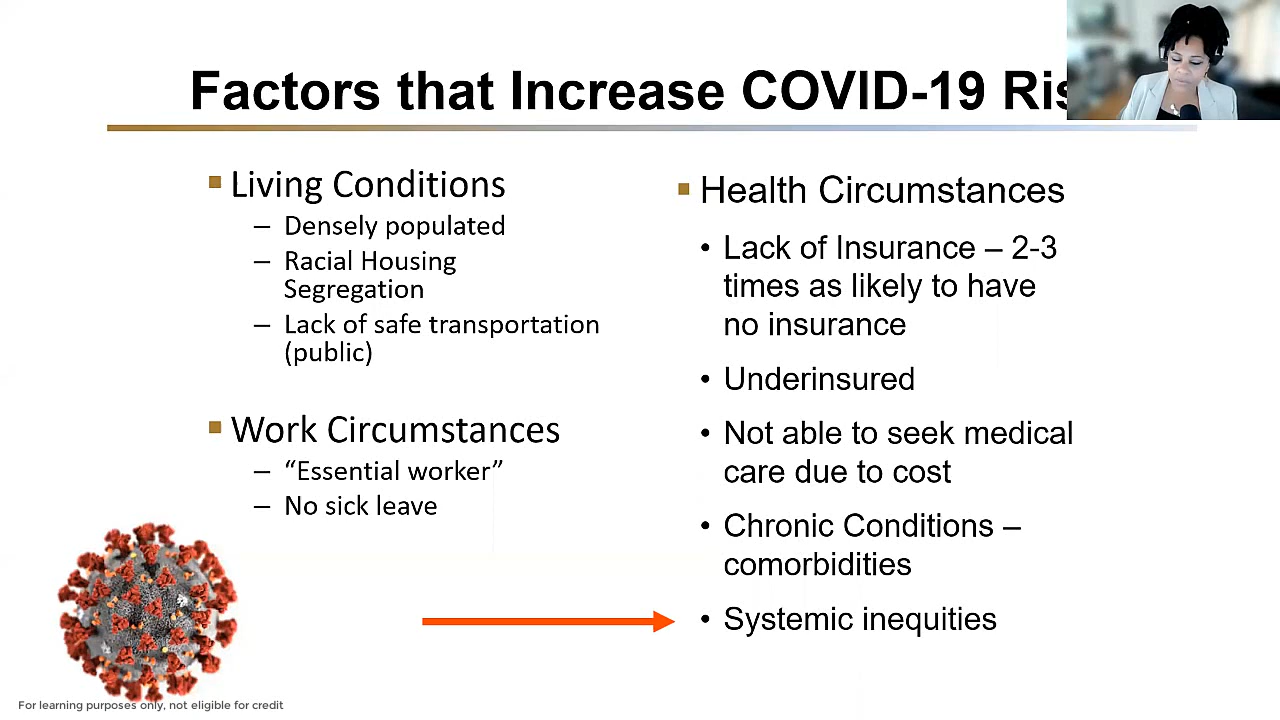 Factors that Increase COVID-19 Ris
Living Conditions
– Densely populated
– Racial Housing
Segregation
– Lack of safe transportation
(public)
Work Circumstances
– “Essential worker”
– No sick leave
Health Circumstances
• Lack of Insurance – 2-3
times as likely to have
no insurance
• Underinsured
• Not able to seek medical
care due to cost
• Chronic Conditions –
comorbidities
• Systemic inequities
For learning purposes only, not eligible for credit